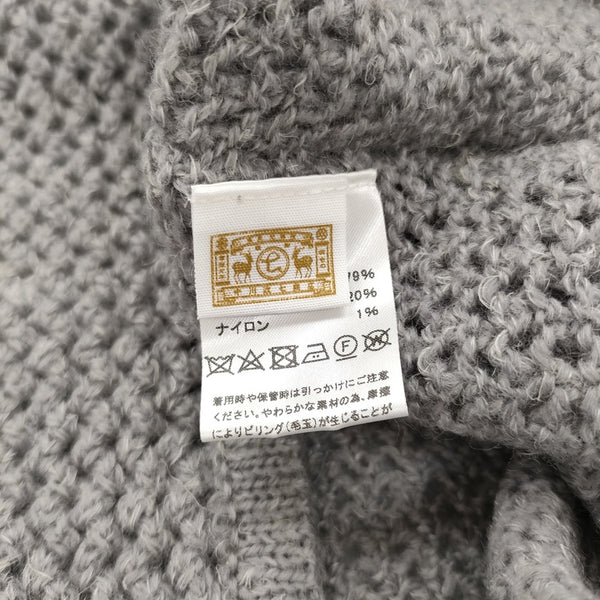 79%
20%
ナイロン 1%
着用時や保管時は引っかけにご注意
ください。やわらかな素材の為、摩擦
によりピリング(毛玉)が生じることが